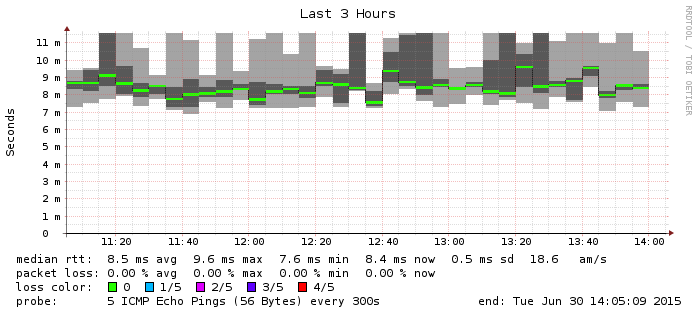 Last 3 Hours
RRDTOOL / TOBI OETIKER
Seconds
11 m
10 m
9 m
8 m
7 m
6 m
5 m
4 m
3 m
2 m
1 m
0
11:20 11:40 12:00 12:20 12:40 13:00 13:20 13:40 14:00
median rtt: 8.5 ms avg 9.6 ms max 7.6 ms min 8.4 ms now 0.5 ms sd 18.6 am/s
packet loss: 0.00 % avg 0.00 % max 0.00 % min 0.00 % now
loss color: 0 1/5 2/5 3/5 4/5
probe: 5 ICMP Echo Pings (56 Bytes) every 300s end: Tue Jun 30 14:05:09 2015